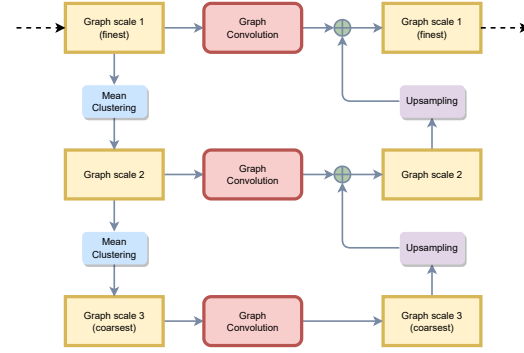 Graph scale 1
(finest)
Graph
Convolution
Graph scale 1
(finest)
Mean
Clustering
Upsampling
Graph scale 2
Graph
Convolution
Graph scale 2
Mean
Clustering
Upsampling
Graph scale 3
(coarsest)
Graph
Convolution
Graph scale 3
(coarsest)